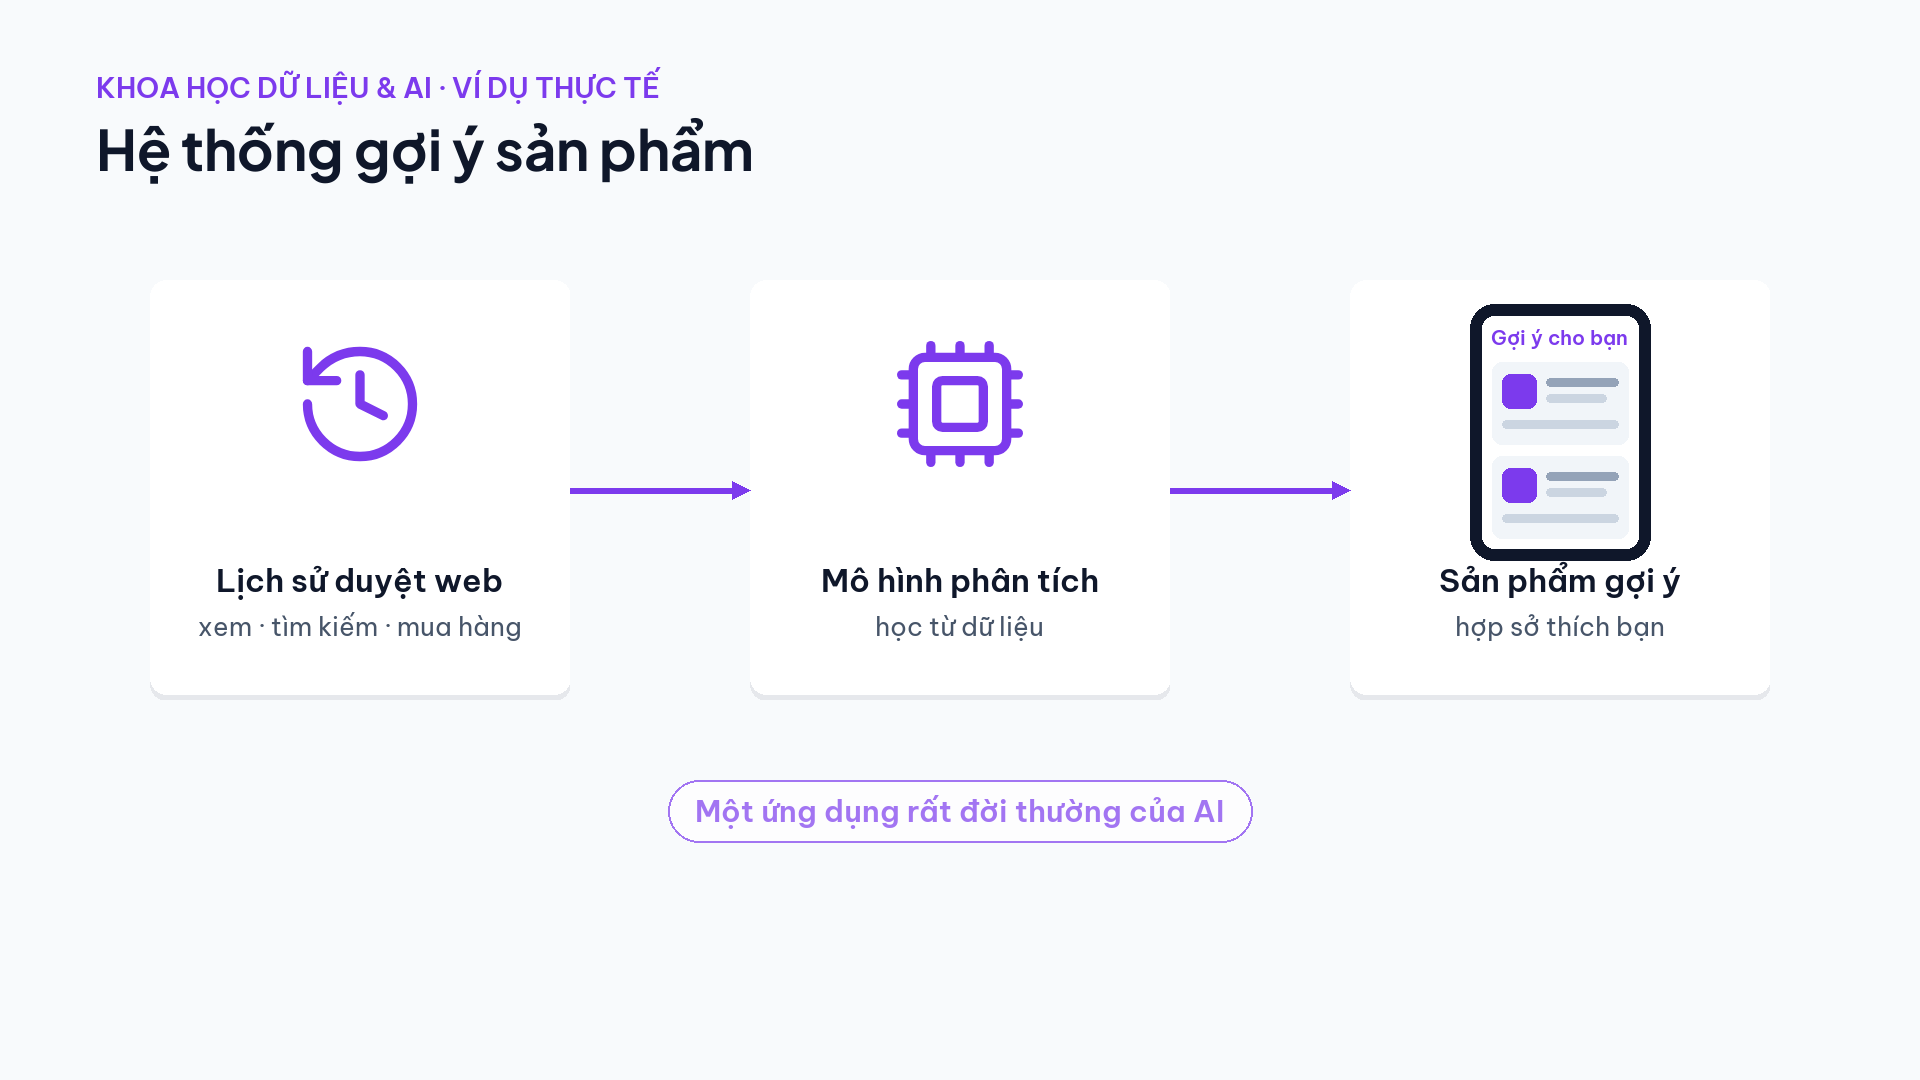 KHOA HỌC DỮ LIỆU & AI · VÍ DỤ THỰC TẾ
Hệ thống gợi ý sản phẩm
Lịch sử duyệt web
xem · tìm kiếm · mua hàng
Mô hình phân tích
học từ dữ liệu
Gợi ý cho bạn
Sản phẩm gợi ý
hợp sở thích bạn
Một ứng dụng rất đời thường của AI